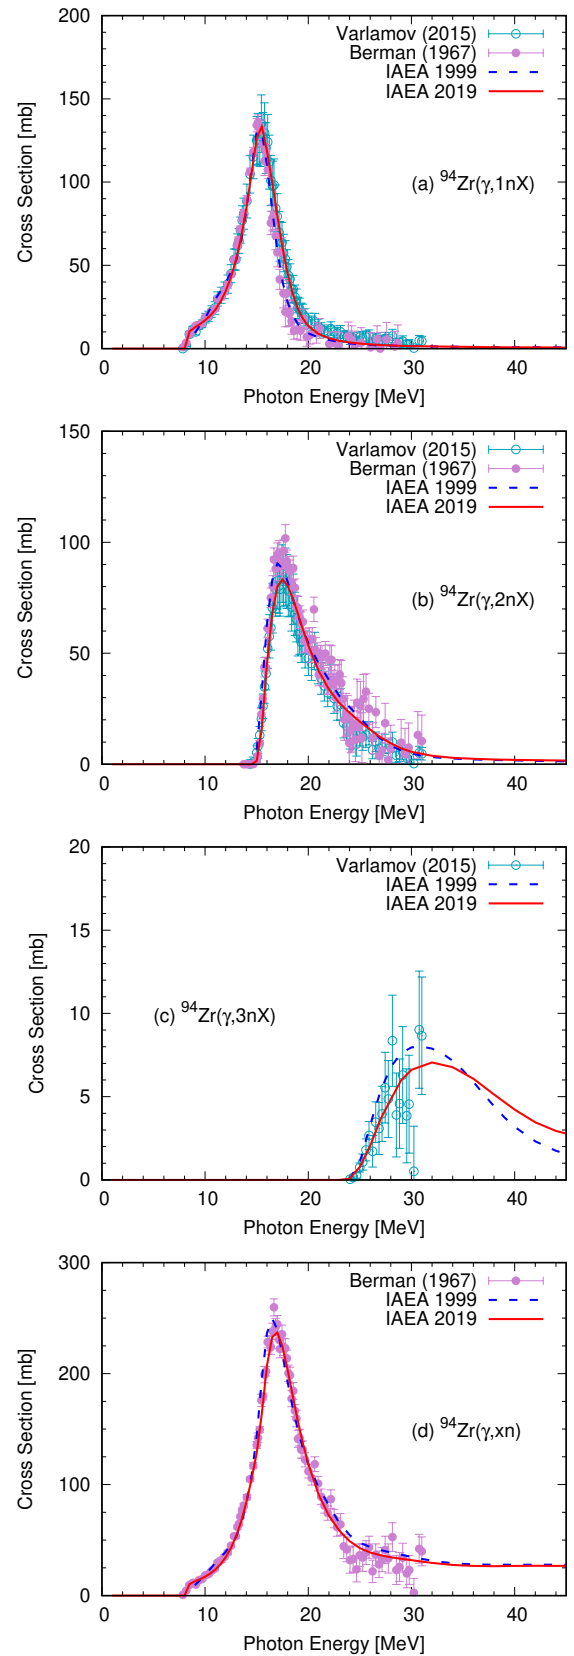 200
150
100
50
0
Cross Section [mb]
Varlamov (2015)
Berman (1967)
IAEA 1999
IAEA 2019
(a) ⁹⁴Zr(γ,1nX)
0 10 20 30 40
Photon Energy [MeV]
150
100
50
0
Cross Section [mb]
Varlamov (2015)
Berman (1967)
IAEA 1999
IAEA 2019
(b) ⁹⁴Zr(γ,2nX)
0 10 20 30 40
Photon Energy [MeV]
20
15
10
5
0
Cross Section [mb]
Varlamov (2015)
IAEA 1999
IAEA 2019
(c) ⁹⁴Zr(γ,3nX)
0 10 20 30 40
Photon Energy [MeV]
300
200
100
0
Cross Section [mb]
Berman (1967)
IAEA 1999
IAEA 2019
(d) ⁹⁴Zr(γ,xn)
0 10 20 30 40
Photon Energy [MeV]